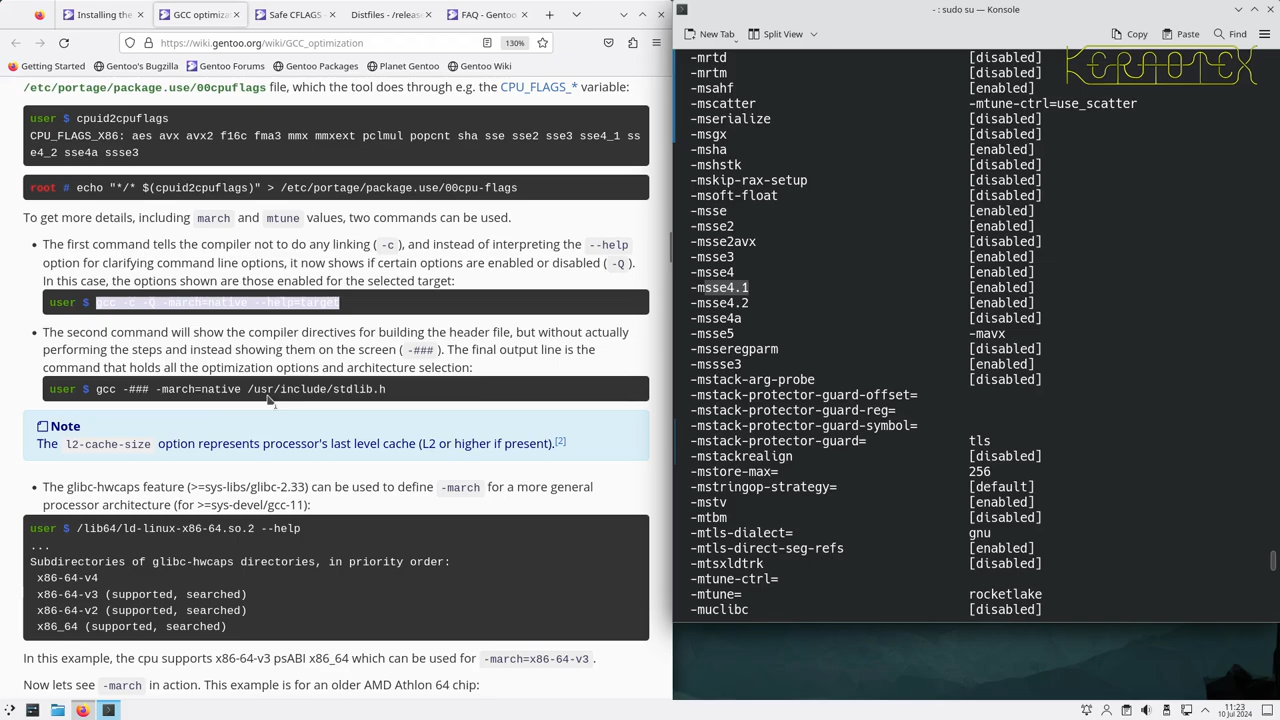 Installing the
GCC optimiza
Safe CFLAGS -
Distfiles - /releas
FAQ - Gentoo
https://wiki.gentoo.org/wiki/GCC_optimization
130%
Getting Started
Gentoo's Bugzilla
Gentoo Forums
Gentoo Packages
Planet Gentoo
Gentoo Wiki
/etc/portage/package.use/00cpuflags file, which the tool does through e.g. the CPU_FLAGS_* variable:
user $ cpuid2cpuflags
CPU_FLAGS_X86: aes avx avx2 f16c fma3 mmx mmxext pclmul popcnt sha sse sse2 sse3 sse4_1 ss
e4_2 sse4a ssse3
root # echo "*/* $(cpuid2cpuflags)" > /etc/portage/package.use/00cpu-flags
To get more details, including march and mtune values, two commands can be used.
• The first command tells the compiler not to do any linking ( -c ), and instead of interpreting the --help
option for clarifying command line options, it now shows if certain options are enabled or disabled ( -Q ).
In this case, the options shown are those enabled for the selected target:
user $ gcc -c -Q -march=native --help=target
• The second command will show the compiler directives for building the header file, but without actually
performing the steps and instead showing them on the screen ( -### ). The final output line is the
command that holds all the optimization options and architecture selection:
user $ gcc -### -march=native /usr/include/stdlib.h
Note
The l2-cache-size option represents processor's last level cache (L2 or higher if present).[2]
• The glibc-hwcaps feature (>=sys-libs/glibc-2.33) can be used to define -march for a more general
processor architecture (for >=sys-devel/gcc-11):
user $ /lib64/ld-linux-x86-64.so.2 --help
...
Subdirectories of glibc-hwcaps directories, in priority order:
x86-64-v4
x86-64-v3 (supported, searched)
x86-64-v2 (supported, searched)
x86_64 (supported, searched)
In this example, the cpu supports x86-64-v3 psABI x86_64 which can be used for -march=x86-64-v3.
Now lets see -march in action. This example is for an older AMD Athlon 64 chip:
- : sudo su — Konsole
New Tab
Split View
Copy
Paste
Find
KERNOTEX
-mrtd [disabled]
-mrtm [disabled]
-msahf [enabled]
-mscatter -mtune-ctrl=use_scatter
-mserialize [disabled]
-msgx [disabled]
-msha [enabled]
-mshstk [disabled]
-mskip-rax-setup [disabled]
-msoft-float [disabled]
-msse [enabled]
-msse2 [enabled]
-msse2avx [disabled]
-msse3 [enabled]
-msse4 [enabled]
-msse4.1 [enabled]
-msse4.2 [enabled]
-msse4a [disabled]
-msse5 -mavx
-msseregparm [disabled]
-mssse3 [enabled]
-mstack-arg-probe [disabled]
-mstack-protector-guard-offset=
-mstack-protector-guard-reg=
-mstack-protector-guard-symbol=
-mstack-protector-guard= tls
-mstackrealign [disabled]
-mstore-max= 256
-mstringop-strategy= [default]
-mstv [enabled]
-mtbm [disabled]
-mtls-dialect= gnu
-mtls-direct-seg-refs [enabled]
-mtsxldtrk [disabled]
-mtune-ctrl=
-mtune= rocketlake
-muclibc [disabled]
11:23
10 Jul 2024